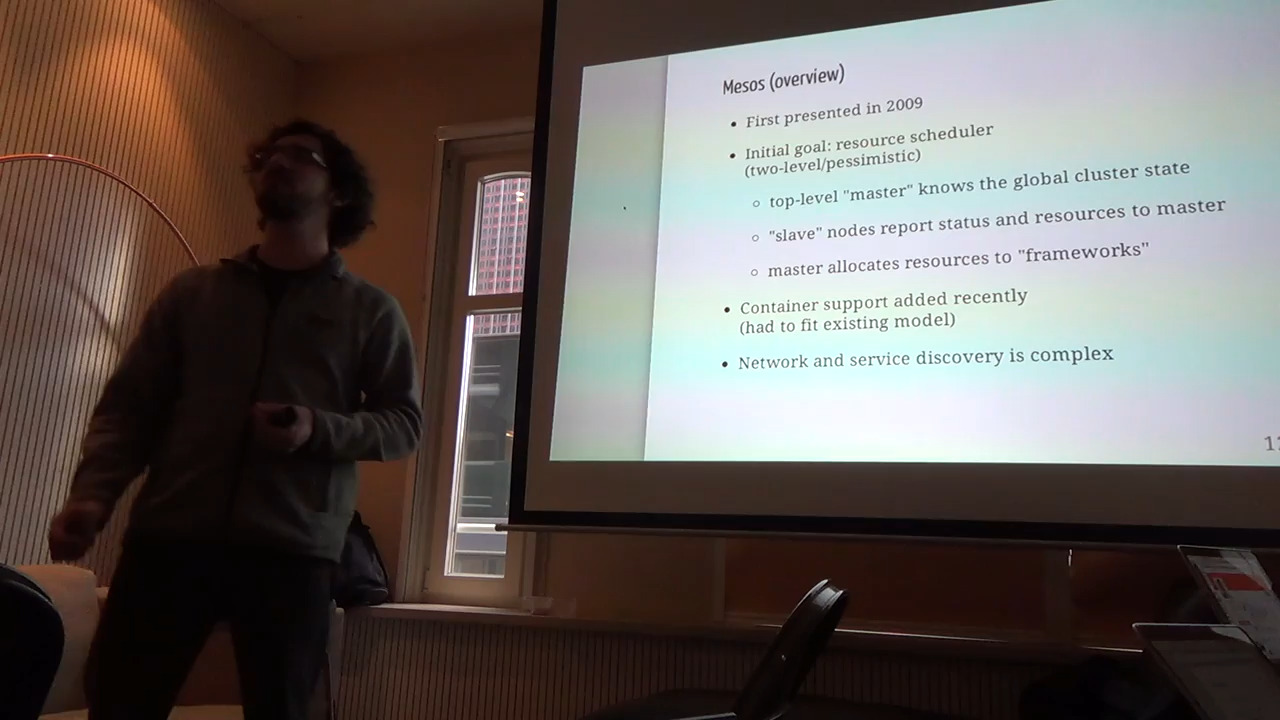 Mesos (overview)
• First presented in 2009
• Initial goal: resource scheduler
(two-level/pessimistic)
○ top-level "master" knows the global cluster state
○ "slave" nodes report status and resources to master
○ master allocates resources to "frameworks"
• Container support added recently
(had to fit existing model)
• Network and service discovery is complex